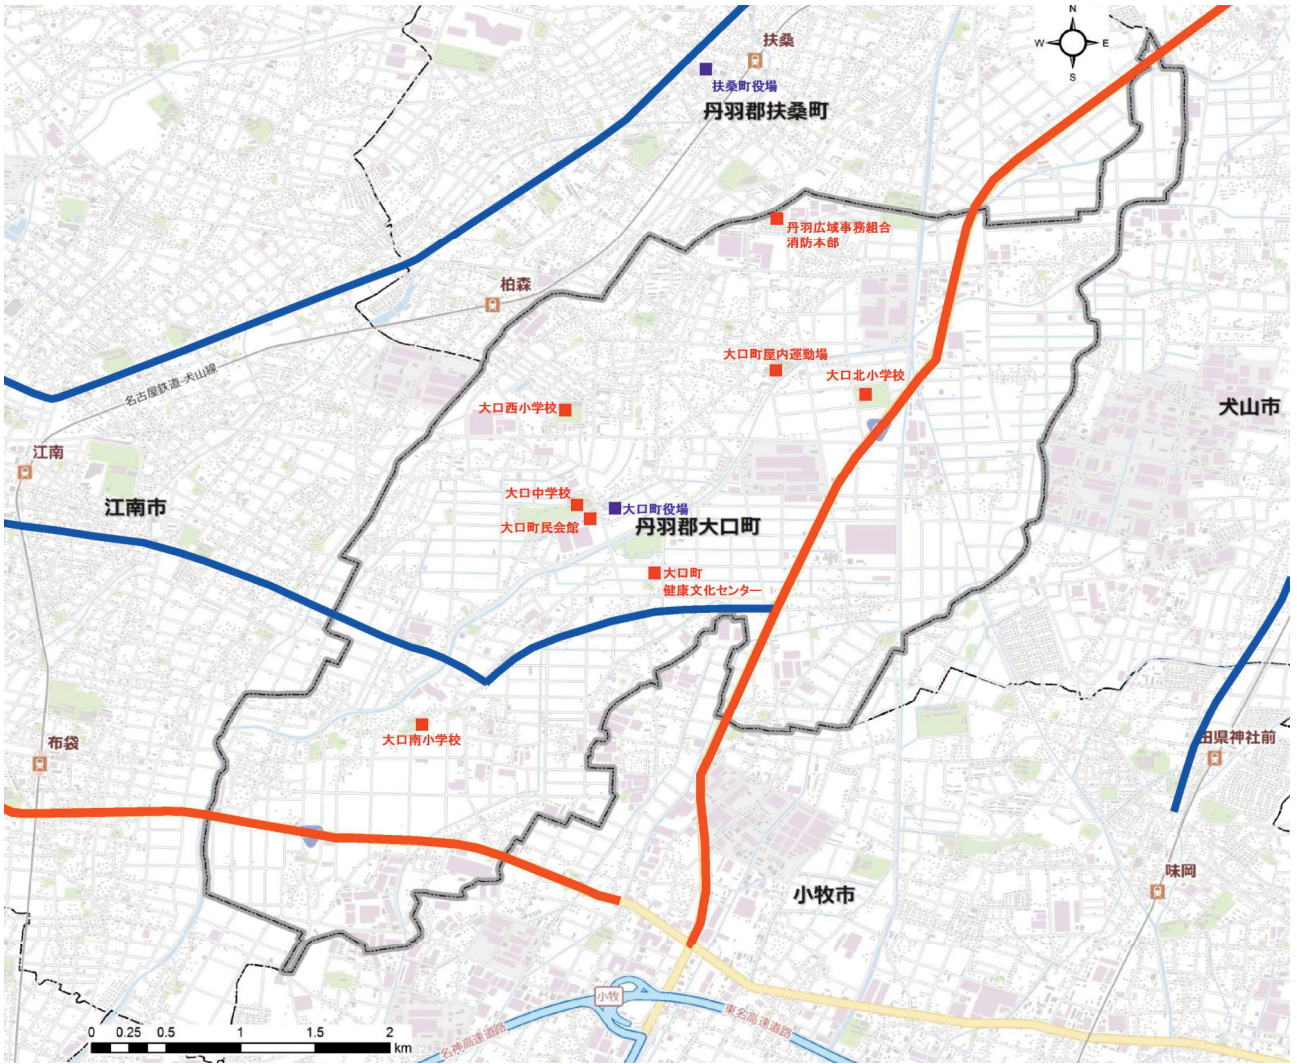 N
W
E
S
扶桑
扶桑町役場
丹羽郡扶桑町
丹羽広域事務組合
消防本部
柏森
名古屋鉄道-犬山線
大口町屋内運動場
大口北小学校
大口西小学校
犬山市
江南
江南市
大口中学校
大口町役場
大口町民会館
丹羽郡大口町
大口町
健康文化センター
大口南小学校
布袋
田県神社前
味岡
小牧市
小牧
東名高速道路
名神高速道路
0 0.25 0.5 1 1.5 2
km